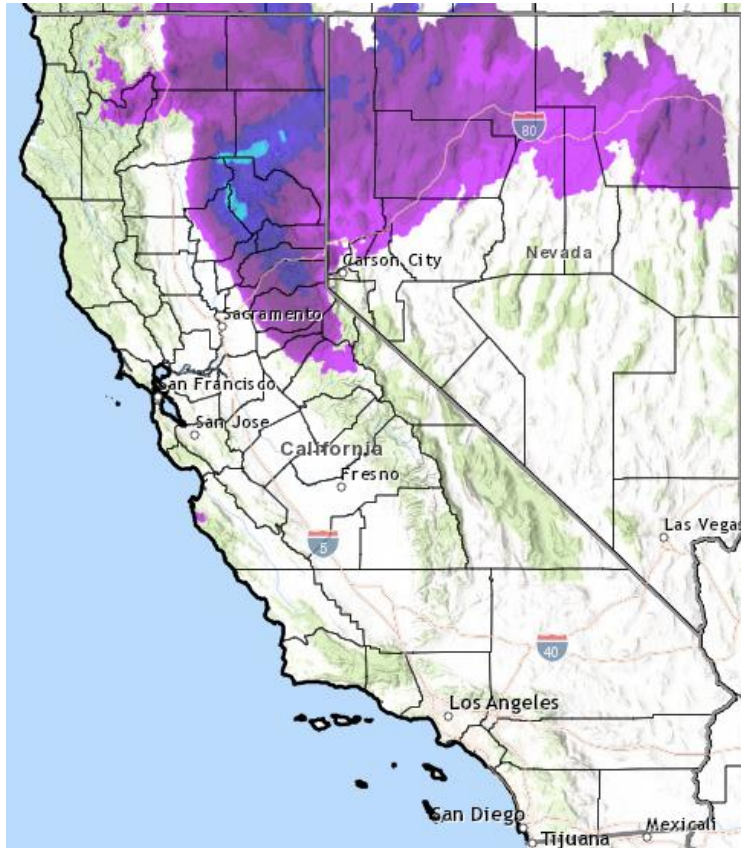 80
Carson City
Nevada
Sacramento
San Francisco
San Jose
California
Fresno
5
Las Vegas
40
Los Angeles
San Diego
Mexicali
Tijuana